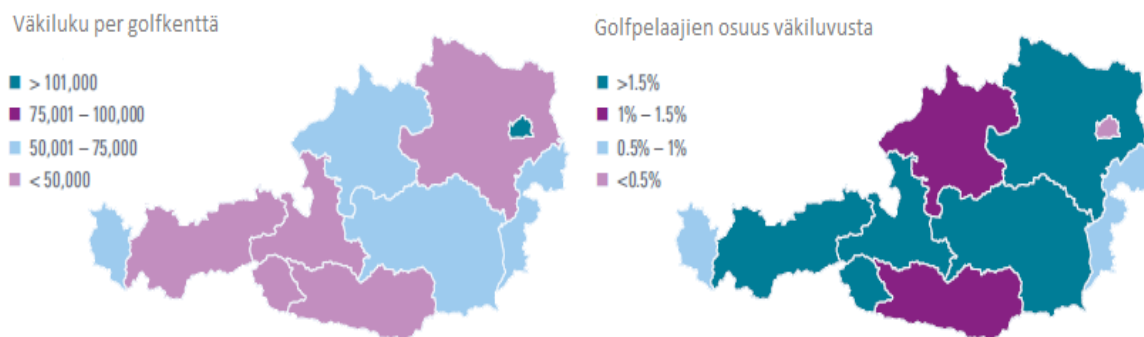 Väkiluku per golfkenttä
> 101,000
75,001 – 100,000
50,001 – 75,000
< 50,000
Golfpelaajien osuus väkiluvusta
>1.5%
1% – 1.5%
0.5% – 1%
<0.5%